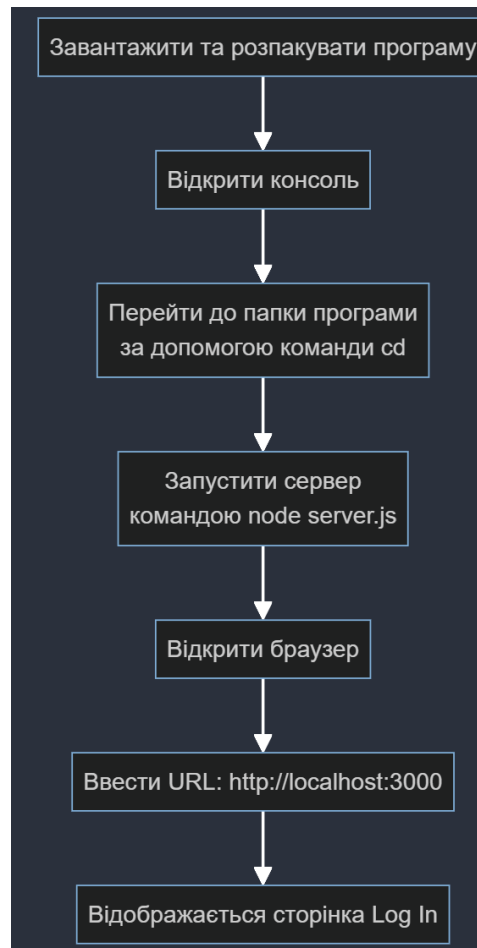 Завантажити та розпакувати програму
Відкрити консоль
Перейти до папки програми
за допомогою команди cd
Запустити сервер
командою node server.js
Відкрити браузер
Ввести URL: http://localhost:3000
Відображається сторінка Log In